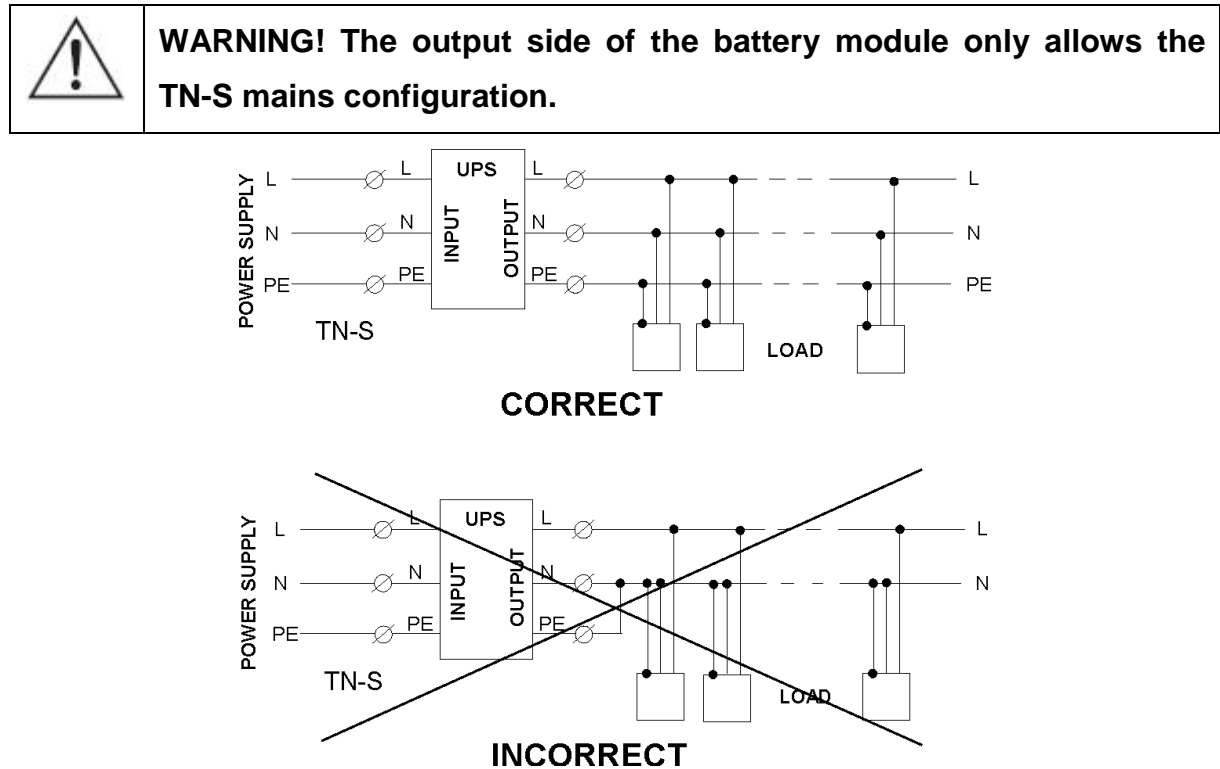 WARNING! The output side of the battery module only allows the
TN-S mains configuration.
POWER SUPPLY
L L UPS L L
N N INPUT OUTPUT N N
PE PE PE PE
TN-S
LOAD
CORRECT
POWER SUPPLY
L L UPS L L
N N INPUT OUTPUT N N
PE PE PE
TN-S
LOAD
INCORRECT